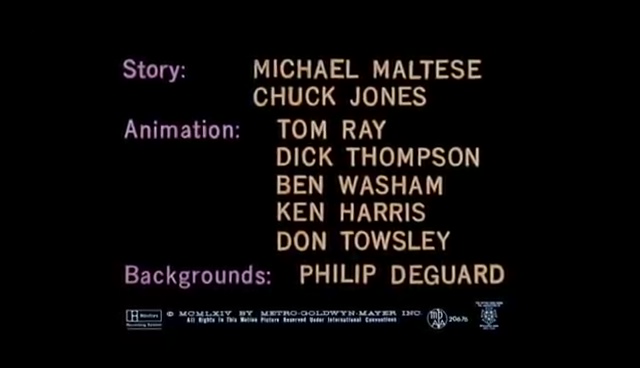 Story: MICHAEL MALTESE
CHUCK JONES
Animation: TOM RAY
DICK THOMPSON
BEN WASHAM
KEN HARRIS
DON TOWSLEY
Backgrounds: PHILIP DEGUARD
© MCMLXIV BY METRO-GOLDWYN-MAYER INC
All Rights In This Motion Picture Reserved Under International Conventions